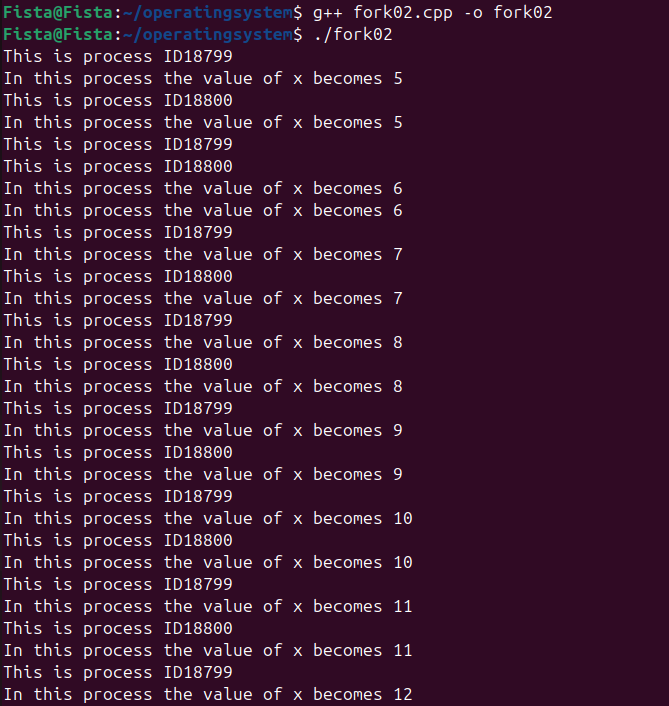 Fista@Fista:~/operatingsystem$ g++ fork02.cpp -o fork02
Fista@Fista:~/operatingsystem$ ./fork02
This is process ID18799
In this process the value of x becomes 5
This is process ID18800
In this process the value of x becomes 5
This is process ID18799
This is process ID18800
In this process the value of x becomes 6
In this process the value of x becomes 6
This is process ID18799
In this process the value of x becomes 7
This is process ID18800
In this process the value of x becomes 7
This is process ID18799
In this process the value of x becomes 8
This is process ID18800
In this process the value of x becomes 8
This is process ID18799
In this process the value of x becomes 9
This is process ID18800
In this process the value of x becomes 9
This is process ID18799
In this process the value of x becomes 10
This is process ID18800
In this process the value of x becomes 10
This is process ID18799
In this process the value of x becomes 11
This is process ID18800
In this process the value of x becomes 11
This is process ID18799
In this process the value of x becomes 12